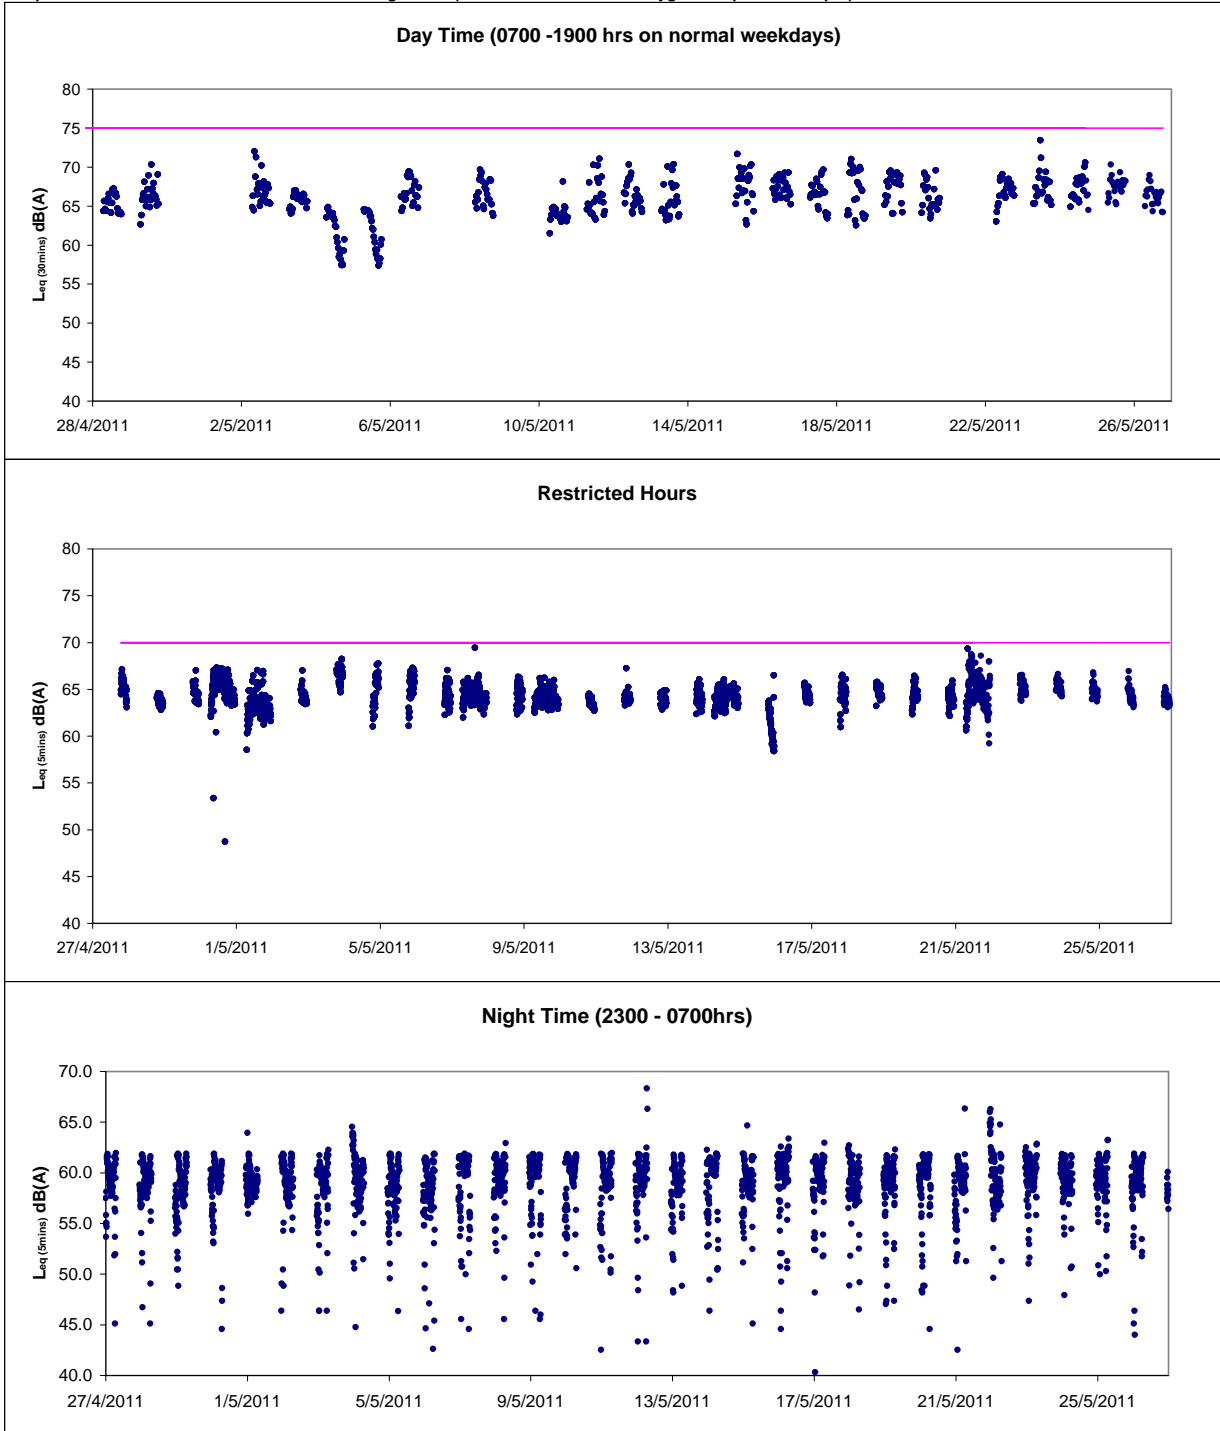 Day Time (0700 -1900 hrs on normal weekdays)
80
75
70
65
60
55
50
45
40
Leq (30mins) dB(A)
28/4/2011 2/5/2011 6/5/2011 10/5/2011 14/5/2011 18/5/2011 22/5/2011 26/5/2011
Restricted Hours
80
75
70
65
60
55
50
45
40
Leq (5mins) dB(A)
27/4/2011 1/5/2011 5/5/2011 9/5/2011 13/5/2011 17/5/2011 21/5/2011 25/5/2011
Night Time (2300 - 0700hrs)
70.0
65.0
60.0
55.0
50.0
45.0
40.0
Leq (5mins) dB(A)
27/4/2011 1/5/2011 5/5/2011 9/5/2011 13/5/2011 17/5/2011 21/5/2011 25/5/2011